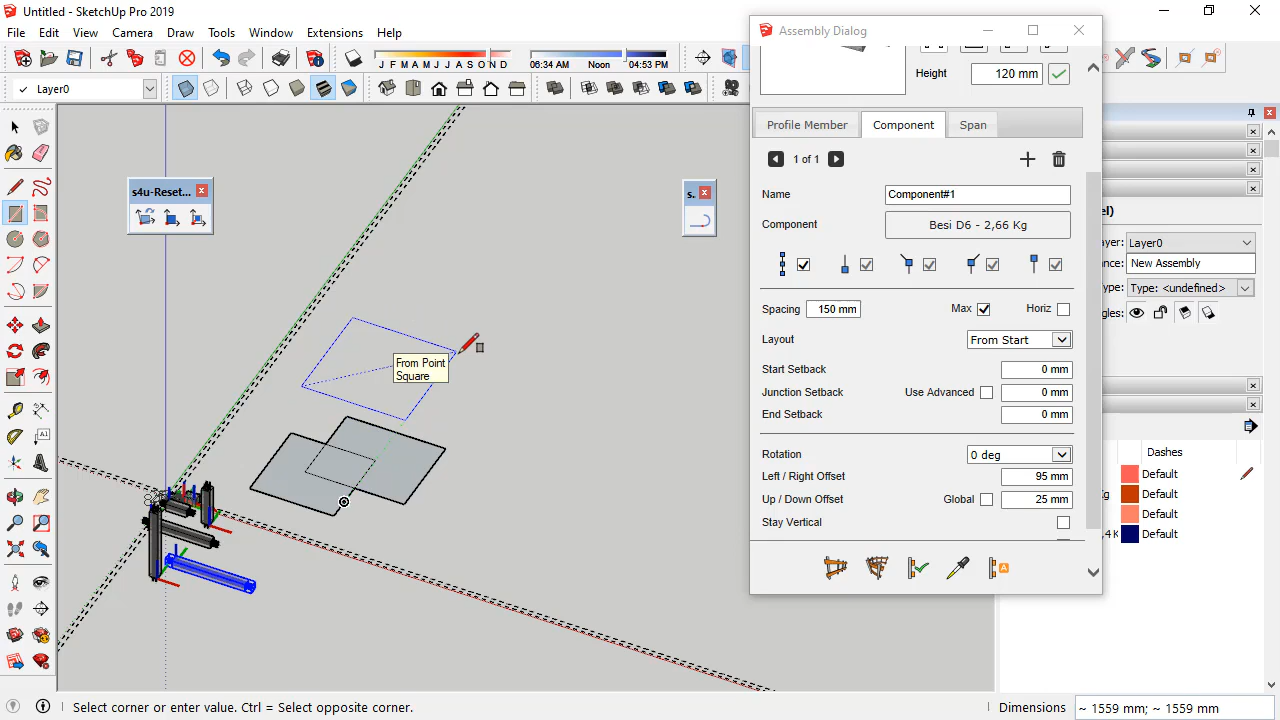 Untitled - SketchUp Pro 2019
File Edit View Camera Draw Tools Window Extensions Help
J F M A M J J A S O N D
06:34 AM Noon 04:53 PM
Layer0
s4u-Reset...
s.
From Point
Square
Assembly Dialog
Height 120 mm
Profile Member Component Span
1 of 1
Name Component#1
Component Besi D6 - 2,66 Kg
Spacing 150 mm Max Horiz
Layout From Start
Start Setback 0 mm
Junction Setback Use Advanced 0 mm
End Setback 0 mm
Rotation 0 deg
Left / Right Offset 95 mm
Up / Down Offset Global 25 mm
Stay Vertical
el)
ayer: Layer0
nce: New Assembly
ype: Type: <undefined>
gles:
Dashes
Default
Default
Default
,4 K Default
Select corner or enter value. Ctrl = Select opposite corner.
Dimensions ~ 1559 mm; ~ 1559 mm